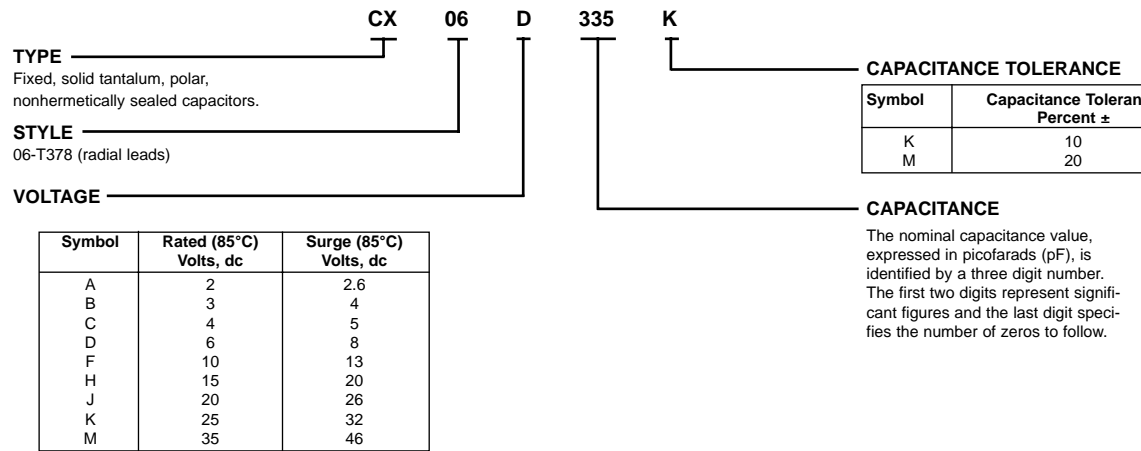 CX 06 D 335 K
TYPE
Fixed, solid tantalum, polar,
nonhermetically sealed capacitors.
STYLE
06-T378 (radial leads)
VOLTAGE
Symbol Rated (85°C) Surge (85°C)
Volts, dc Volts, dc
A 2 2.6
B 3 4
C 4 5
D 6 8
F 10 13
H 15 20
J 20 26
K 25 32
M 35 46
CAPACITANCE TOLERANCE
Symbol Capacitance Toleran
Percent ±
K 10
M 20
CAPACITANCE
The nominal capacitance value,
expressed in picofarads (pF), is
identified by a three digit number.
The first two digits represent signifi-
cant figures and the last digit speci-
fies the number of zeros to follow.